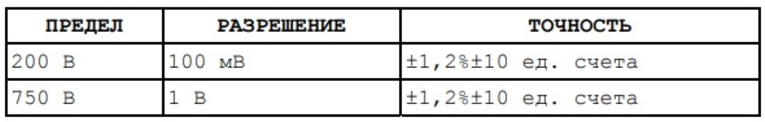 ПРЕДЕЛ РАЗРЕШЕНИЕ ТОЧНОСТЬ
200 В 100 мВ ±1,2%±10 ед. счета
750 В 1 В ±1,2%±10 ед. счета